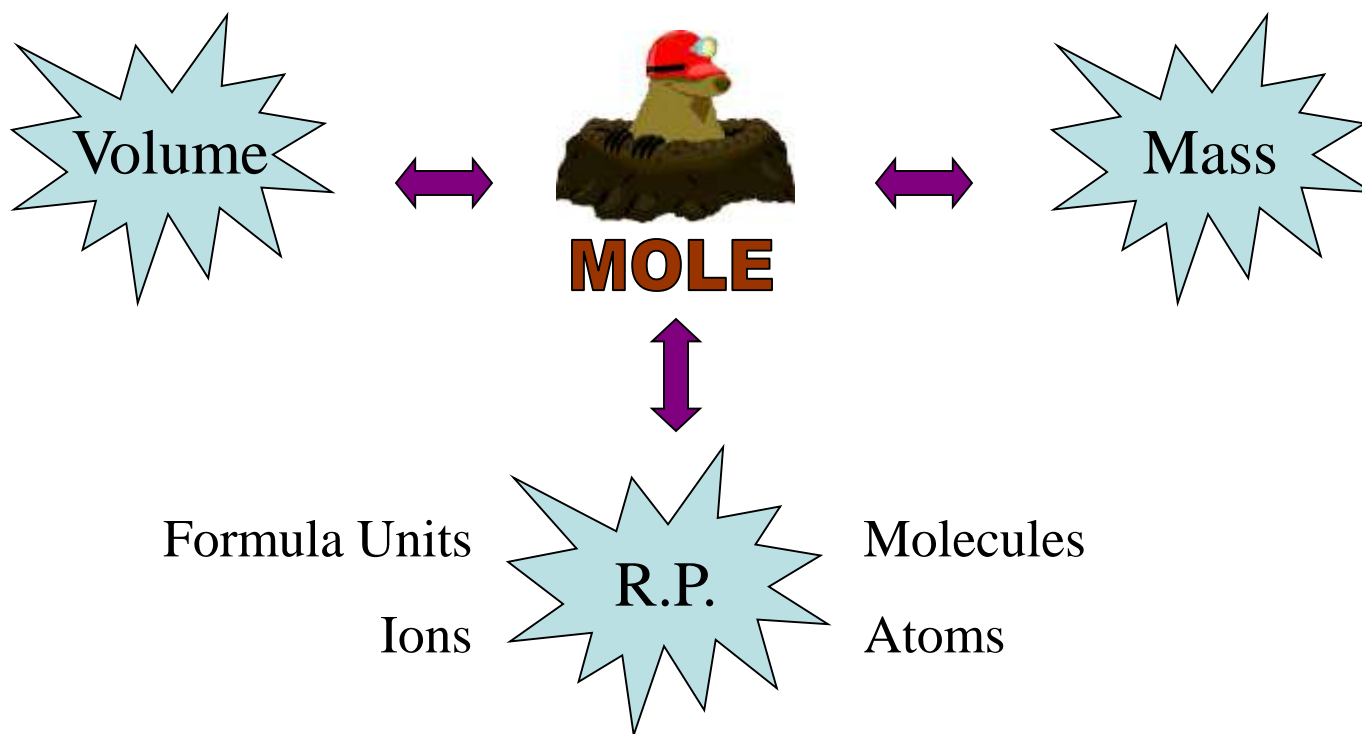 Volume
Mass
MOLE
Formula Units
Molecules
R.P.
Ions
Atoms